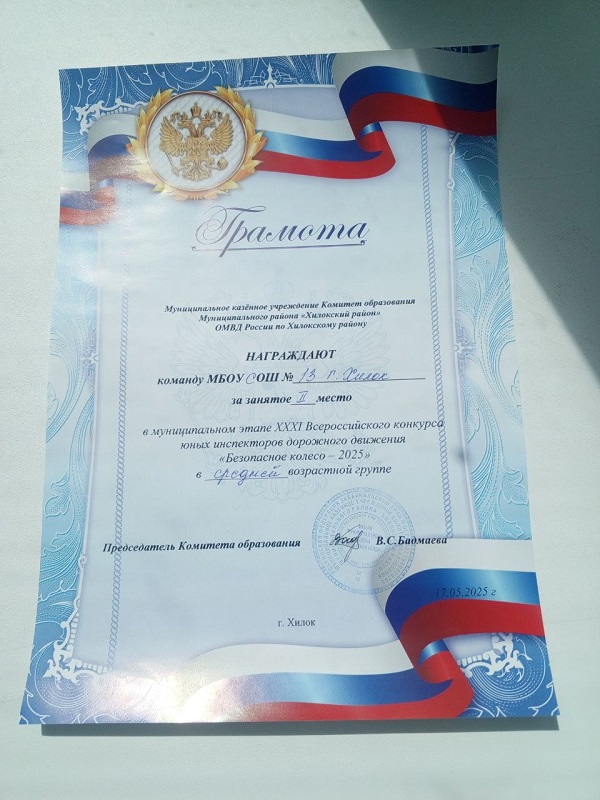 Грамота
Муниципальное казённое учреждение Комитет образования
Муниципального района «Хилокский район»
ОМВД России по Хилокскому району
НАГРАЖДАЮТ
команду МБОУ СОШ № 13 г. Хилок
за занятое II место
в муниципальном этапе XXXI Всероссийского конкурса
юных инспекторов дорожного движения
«Безопасное колесо – 2025»
в средней возрастной группе
Председатель Комитета образования В.С.Бадмаева
17.05.2025 г
г. Хилок